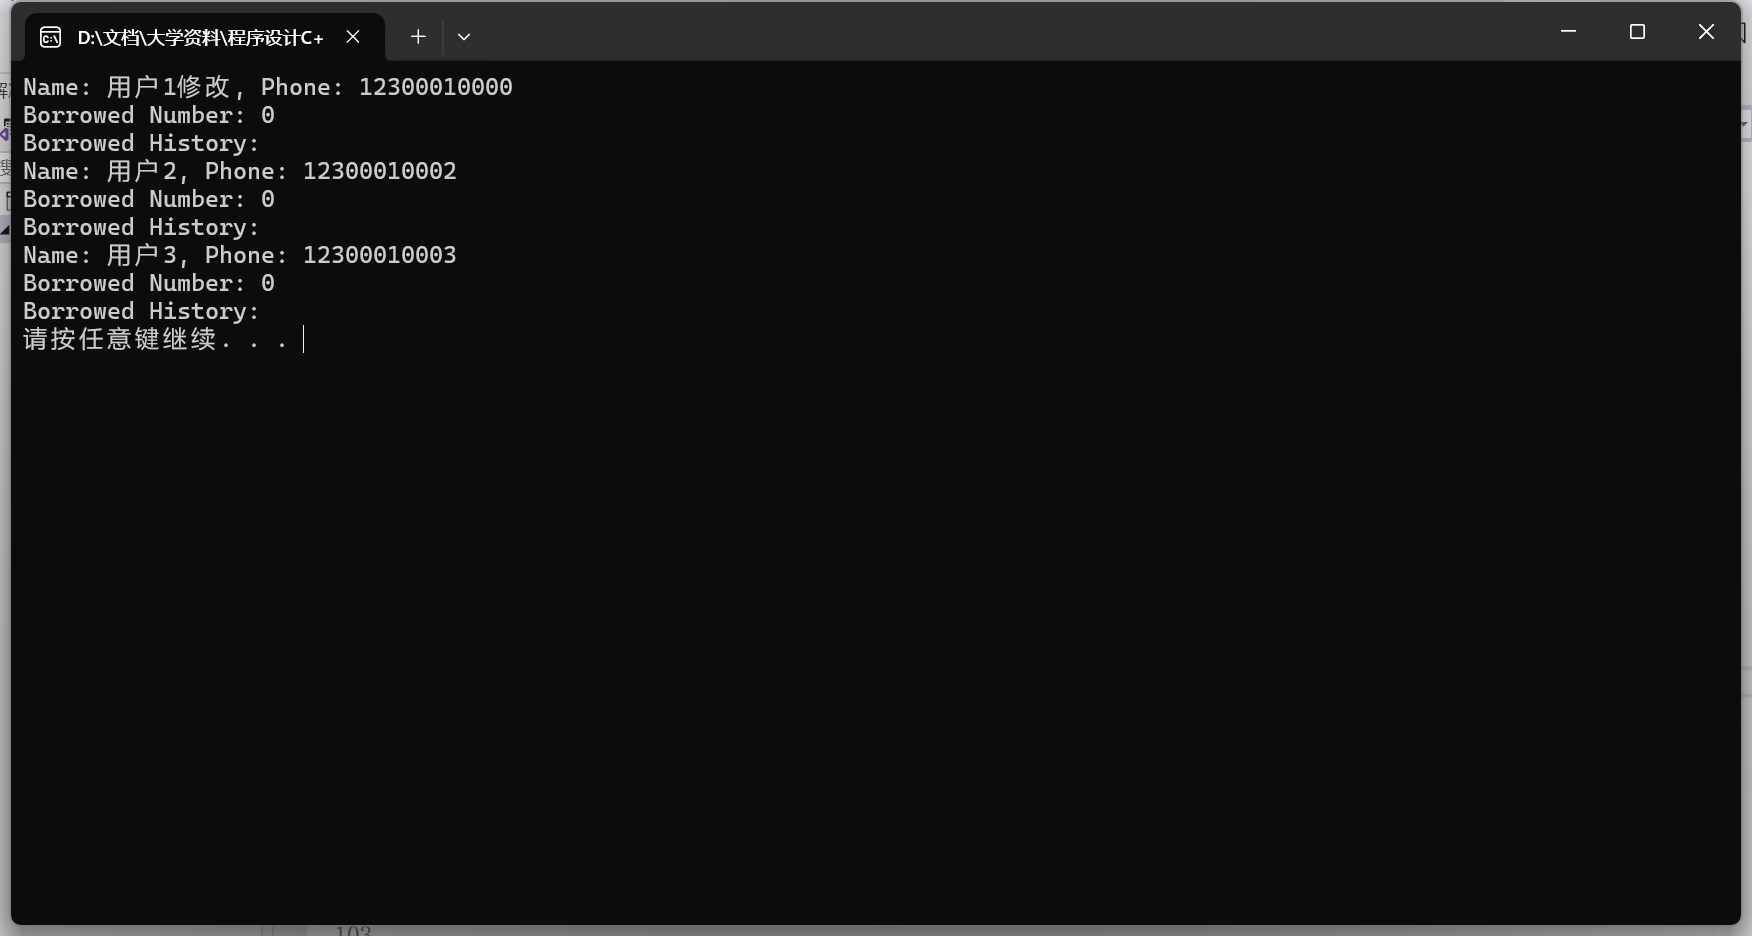 D:\文档\大学资料\程序设计C+
Name: 用户1修改, Phone: 12300010000
Borrowed Number: 0
Borrowed History:
Name: 用户2, Phone: 12300010002
Borrowed Number: 0
Borrowed History:
Name: 用户3, Phone: 12300010003
Borrowed Number: 0
Borrowed History:
请按任意键继续. . .
103